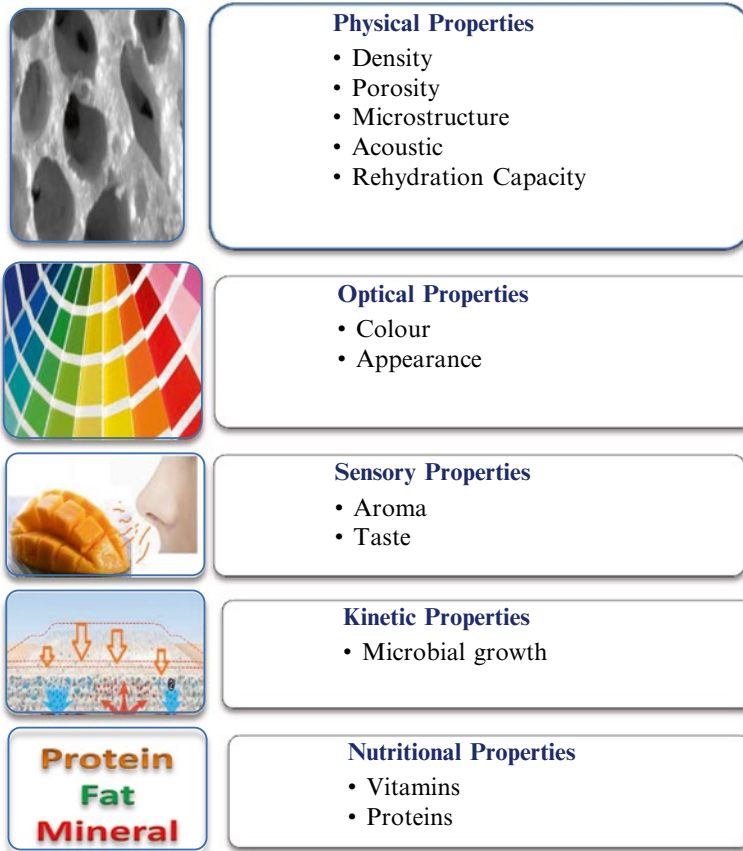 Physical Properties
• Density
• Porosity
• Microstructure
• Acoustic
• Rehydration Capacity
Optical Properties
• Colour
• Appearance
Sensory Properties
• Aroma
• Taste
Kinetic Properties
• Microbial growth
2
Protein
Fat
Mineral
Nutritional Properties
• Vitamins
• Proteins